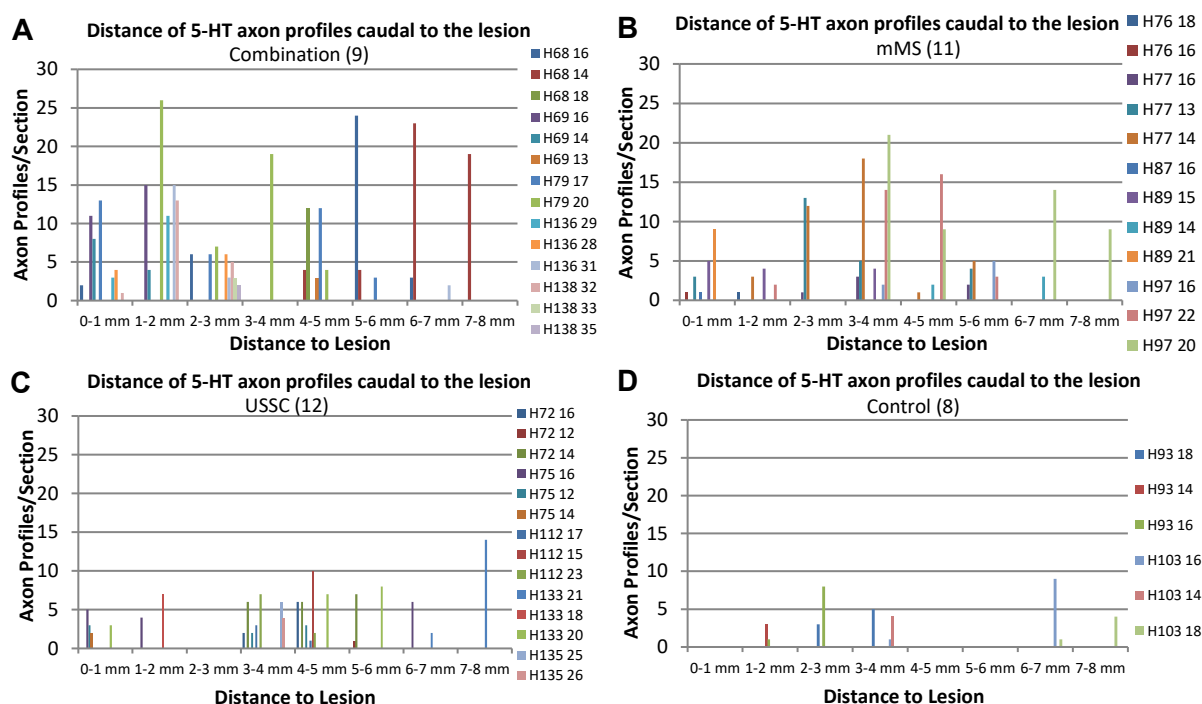 A
Distance of 5-HT axon profiles caudal to the lesion
Combination (9)
Axon Profiles/Section
30
25
20
15
10
5
0
0-1 mm 1-2 mm 2-3 mm 3-4 mm 4-5 mm 5-6 mm 6-7 mm 7-8 mm
Distance to Lesion
H68 16
H68 14
H68 18
H69 16
H69 14
H69 13
H79 17
H79 20
H136 29
H136 28
H136 31
H138 32
H138 33
H138 35
B
Distance of 5-HT axon profiles caudal to the lesion
mMS (11)
Axon Profiles/Section
30
25
20
15
10
5
0
0-1 mm 1-2 mm 2-3 mm 3-4 mm 4-5 mm 5-6 mm 6-7 mm 7-8 mm
Distance to Lesion
H76 18
H76 16
H77 16
H77 13
H77 14
H87 16
H89 15
H89 14
H89 21
H97 16
H97 22
H97 20
C
Distance of 5-HT axon profiles caudal to the lesion
USSC (12)
Axon Profiles/Section
30
25
20
15
10
5
0
0-1 mm 1-2 mm 2-3 mm 3-4 mm 4-5 mm 5-6 mm 6-7 mm 7-8 mm
Distance to Lesion
H72 16
H72 12
H72 14
H75 16
H75 12
H75 14
H112 17
H112 15
H112 23
H133 21
H133 18
H133 20
H135 25
H135 26
D
Distance of 5-HT axon profiles caudal to the lesion
Control (8)
Axon Profiles/Section
30
25
20
15
10
5
0
0-1 mm 1-2 mm 2-3 mm 3-4 mm 4-5 mm 5-6 mm 6-7 mm 7-8 mm
Distance to Lesion
H93 18
H93 14
H93 16
H103 16
H103 14
H103 18